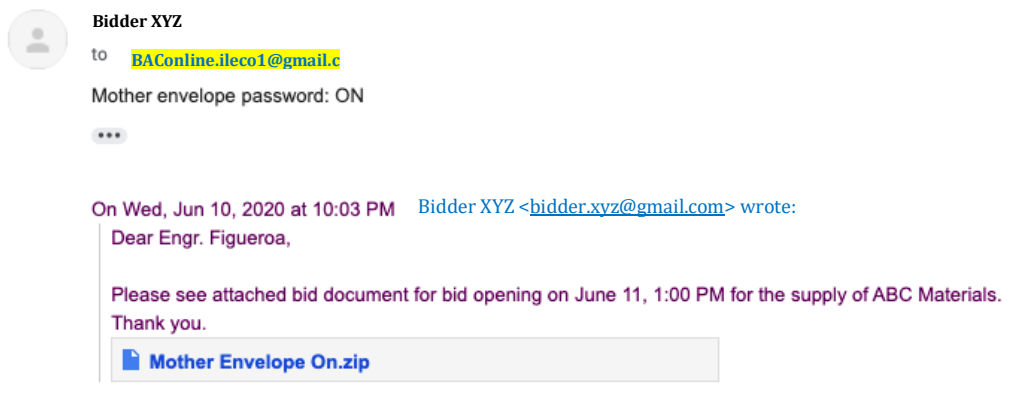 Bidder XYZ
to BAConline.ileco1@gmail.c
Mother envelope password: ON
On Wed, Jun 10, 2020 at 10:03 PM Bidder XYZ <bidder.xyz@gmail.com> wrote:
Dear Engr. Figueroa,
Please see attached bid document for bid opening on June 11, 1:00 PM for the supply of ABC Materials.
Thank you.
Mother Envelope On.zip